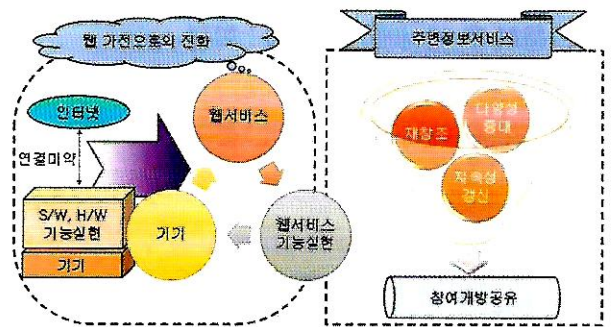 웹 가전으로의 진화
인터넷
연결미약
S/W, H/W
기능실현
기기
기기
웹서비스
웹서비스
기능실현
주변정보서비스
재창조
다양성
증대
지속성
갱신
참여개방공유